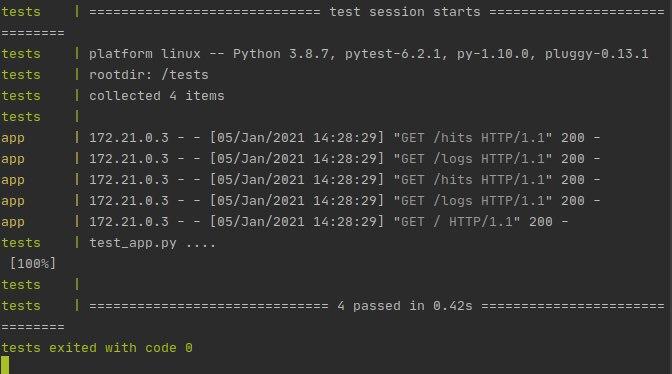 tests    | ============================= test session starts ======================
========
tests    | platform linux -- Python 3.8.7, pytest-6.2.1, py-1.10.0, pluggy-0.13.1
tests    | rootdir: /tests
tests    | collected 4 items
tests    |
app      | 172.21.0.3 - - [05/Jan/2021 14:28:29] "GET /hits HTTP/1.1" 200 -
app      | 172.21.0.3 - - [05/Jan/2021 14:28:29] "GET /logs HTTP/1.1" 200 -
app      | 172.21.0.3 - - [05/Jan/2021 14:28:29] "GET /hits HTTP/1.1" 200 -
app      | 172.21.0.3 - - [05/Jan/2021 14:28:29] "GET /logs HTTP/1.1" 200 -
app      | 172.21.0.3 - - [05/Jan/2021 14:28:29] "GET / HTTP/1.1" 200 -
tests    | test_app.py ....
 [100%]
tests    |
tests    | ============================== 4 passed in 0.42s =======================
========
tests exited with code 0